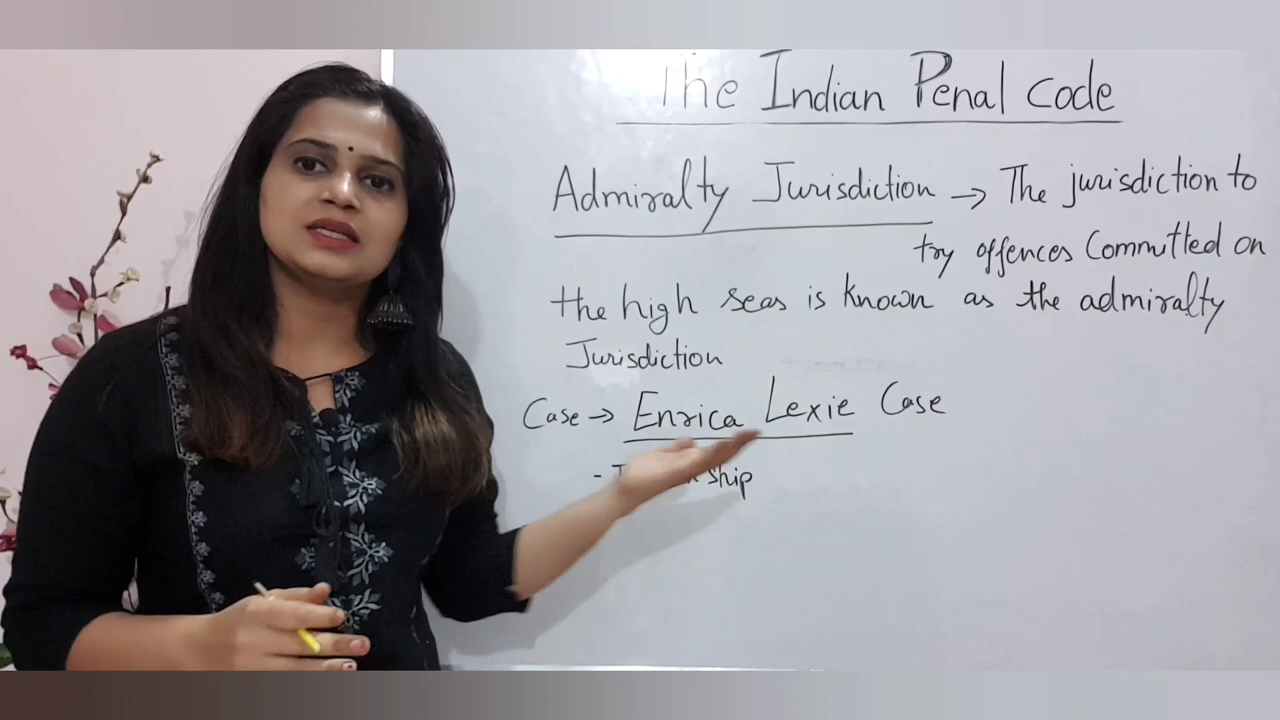 The Indian Penal Code
Admiralty Jurisdiction → The jurisdiction to
try offences Committed on
the high seas is known as the admiralty
Jurisdiction
Case → Enrica Lexie Case
- ship